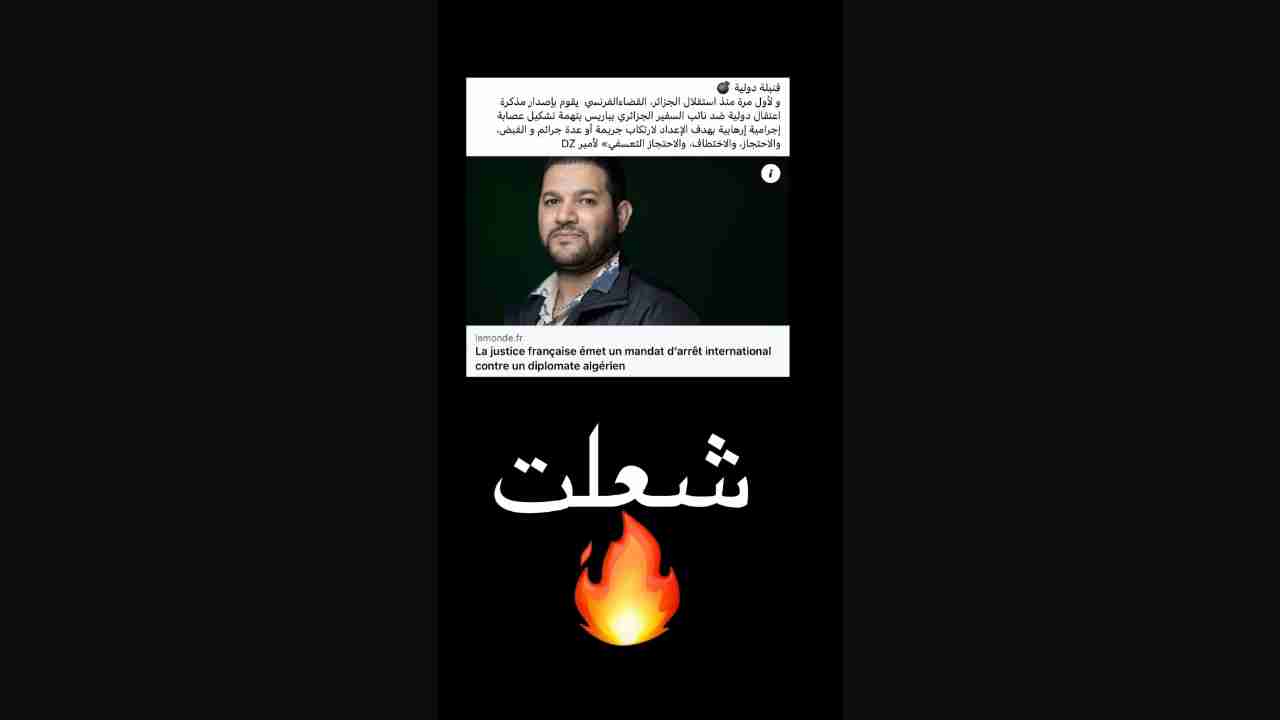 قنبلة دولية 💣
و لأول مرة منذ استقلال الجزائر، القضاءالفرنسي يقوم بإصدار مذكرة
اعتقال دولية ضد نائب السفير الجزائري بباريس بتهمة تشكيل عصابة
إجرامية إرهابية بهدف الإعداد لارتكاب جريمة أو عدة جرائم و القبض،
والاحتجاز، والاختطاف، والاحتجاز التعسفي» لأمير DZ
i
lemonde.fr
La justice française émet un mandat d'arrêt international
contre un diplomate algérien
شعلت
🔥